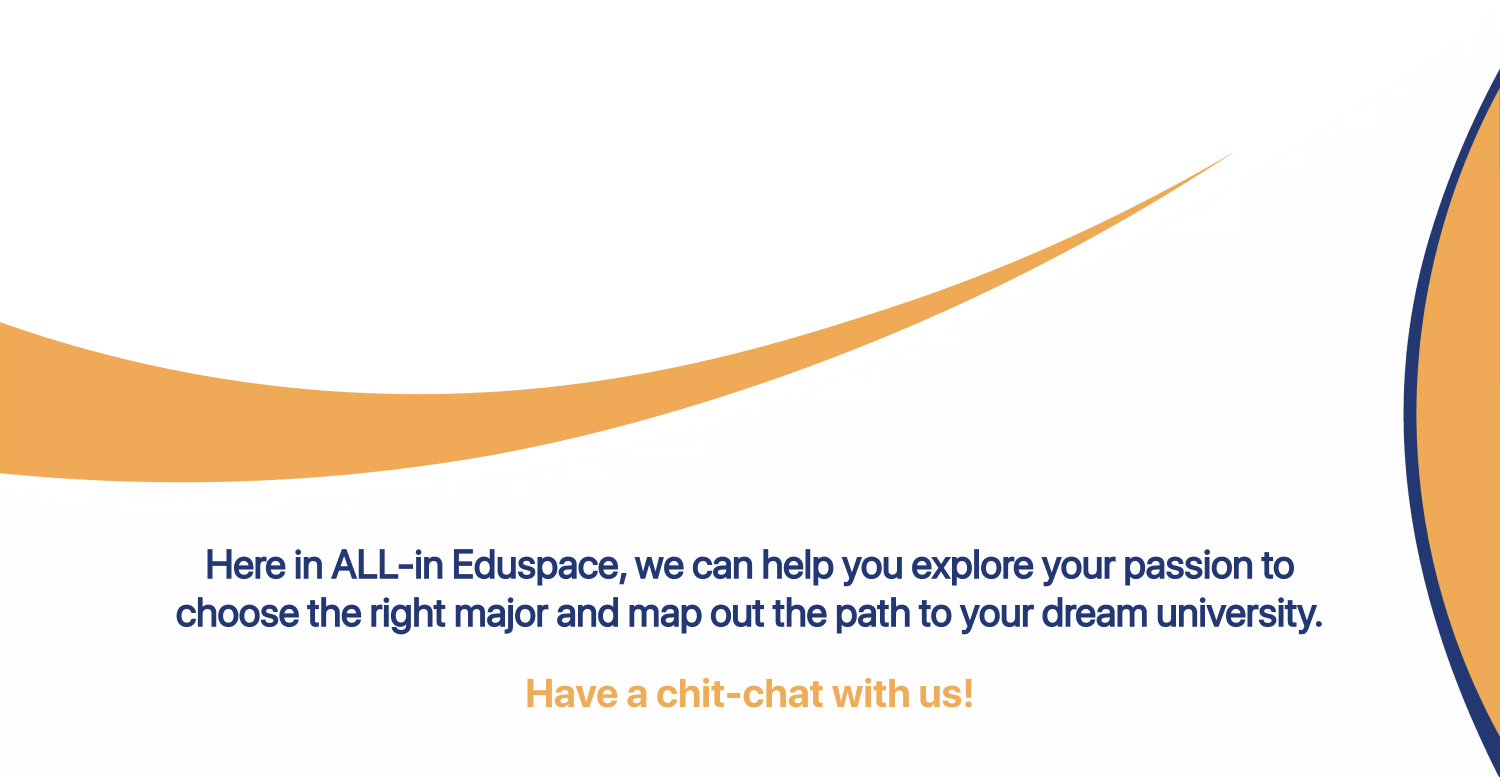 Here in ALL-in Eduspace, we can help you explore your passion to
choose the right major and map out the path to your dream university.
Have a chit-chat with us!